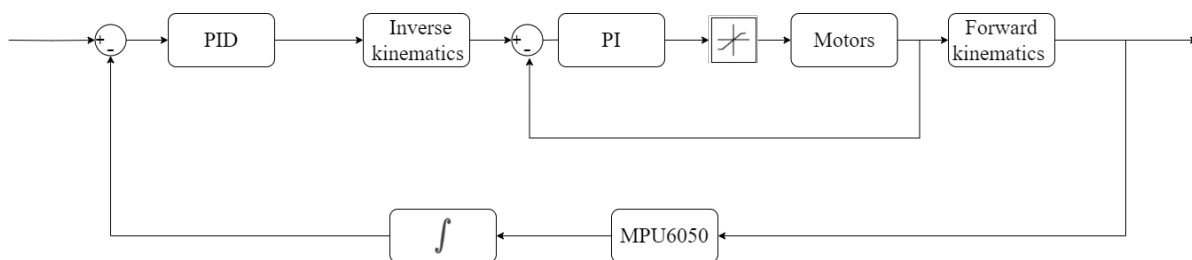 +
-
PID
Inverse
kinematics
+
-
PI
Motors
Forward
kinematics
∫
MPU6050